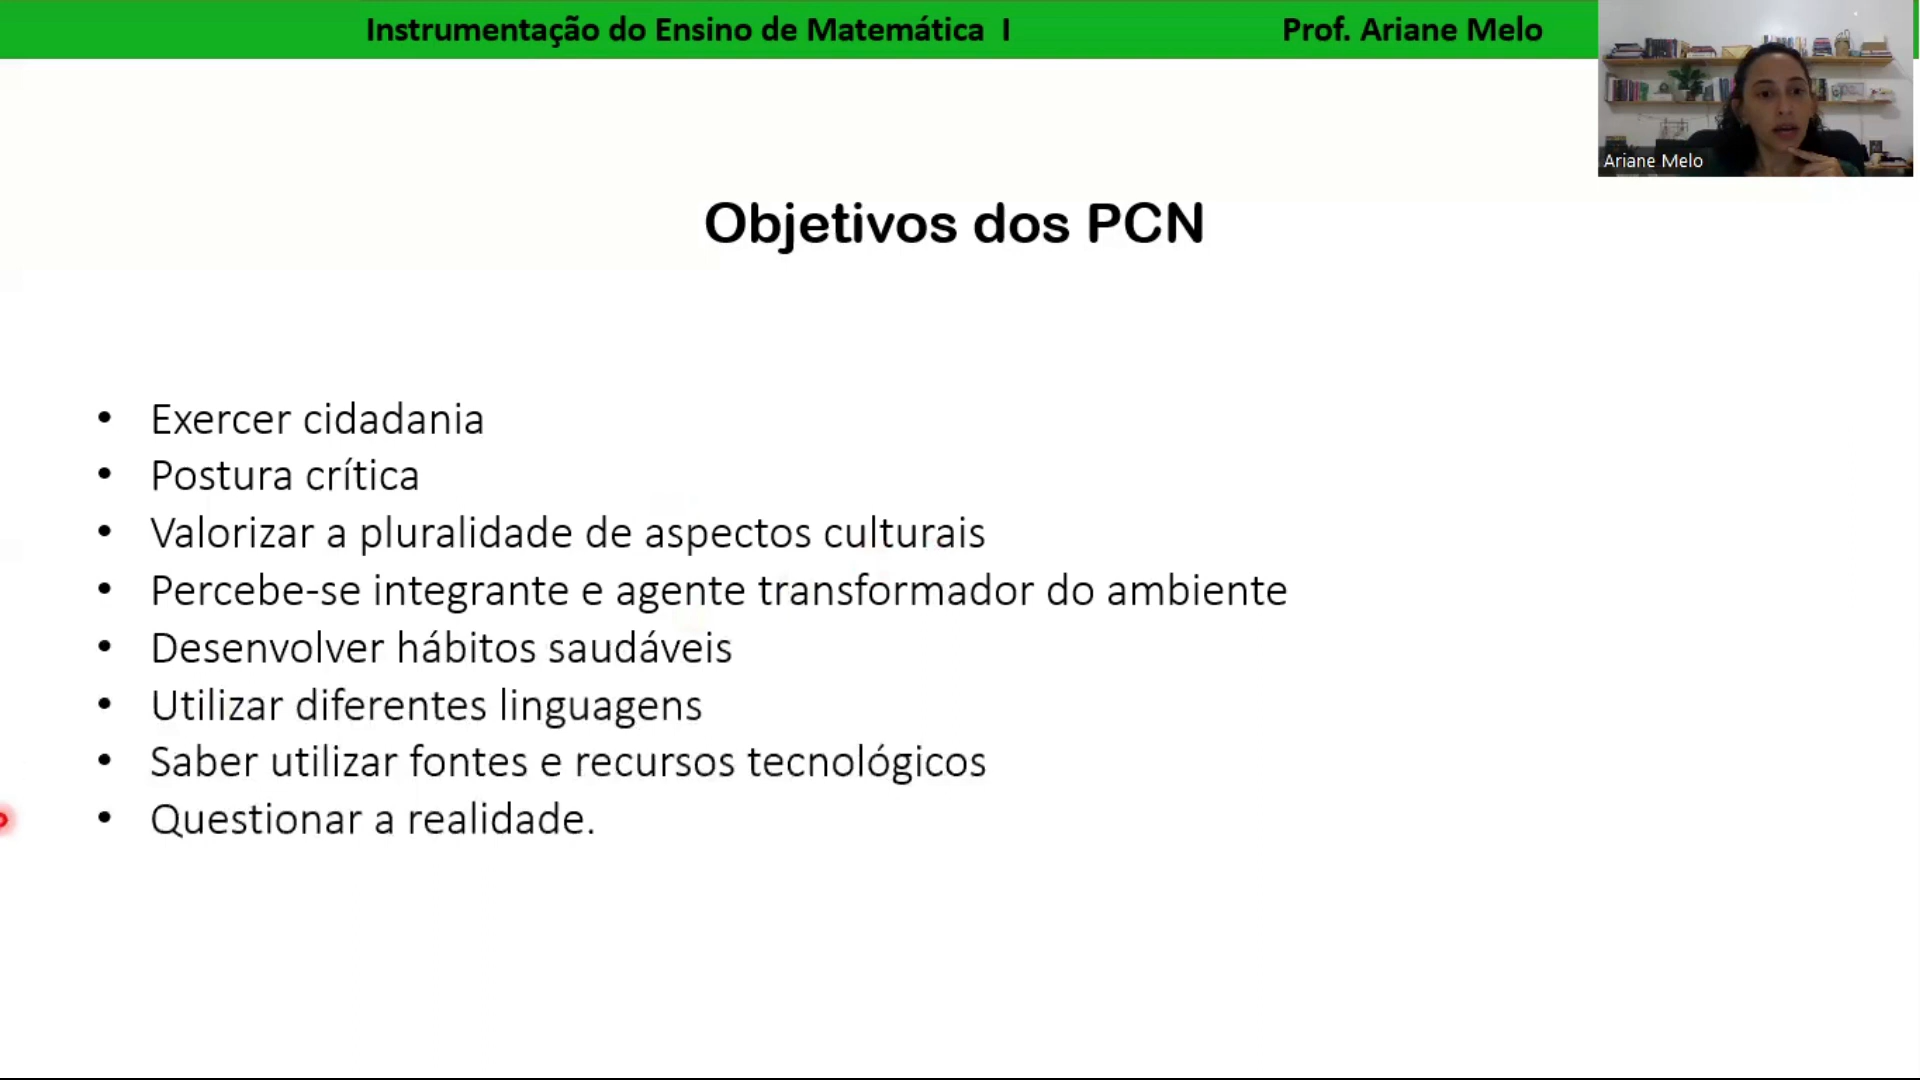 Instrumentação do Ensino de Matemática I
Prof. Ariane Melo
Ariane Melo
Objetivos dos PCN
• Exercer cidadania
• Postura crítica
• Valorizar a pluralidade de aspectos culturais
• Percebe-se integrante e agente transformador do ambiente
• Desenvolver hábitos saudáveis
• Utilizar diferentes linguagens
• Saber utilizar fontes e recursos tecnológicos
• Questionar a realidade.